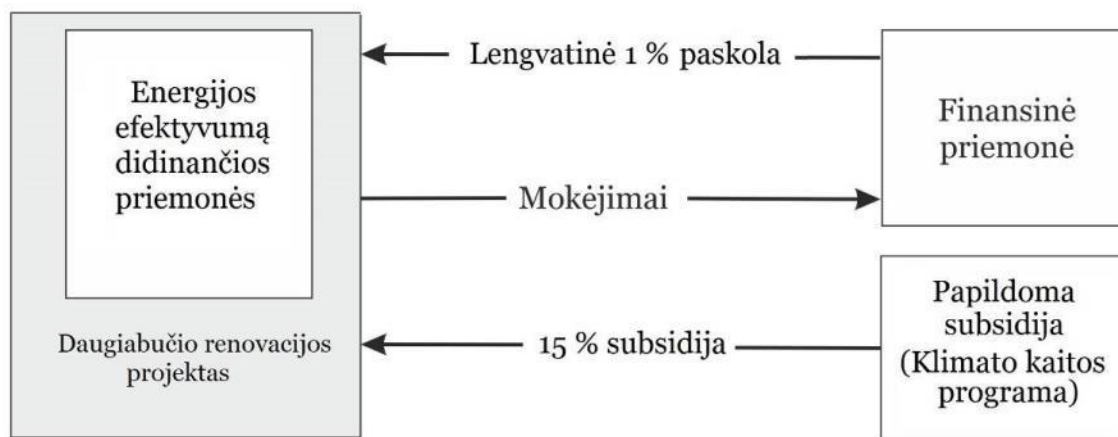 Energijos
efektyvumą
didinančios
priemonės
Daugiabučio renovacijos
projektas
Lengvatinė 1 % paskola
Mokėjimai
15 % subsidija
Finansinė
priemonė
Papildoma
subsidija
(Klimato kaitos
programa)